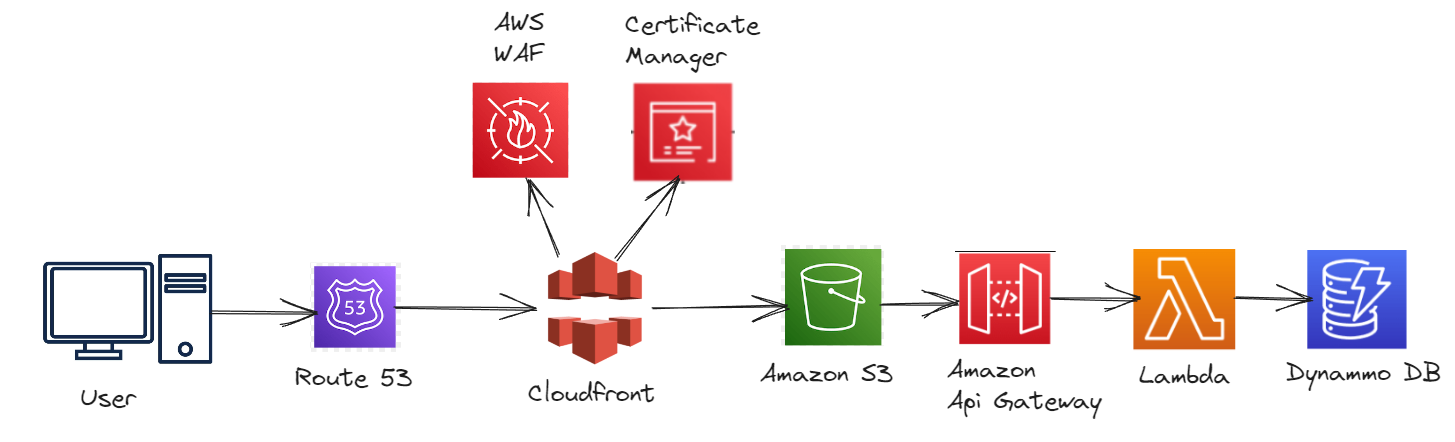 AWS
WAF
Certificate
Manager
53
User
Route 53
Cloudfront
Amazon S3
Amazon
Api Gateway
Lambda
Dynammo DB